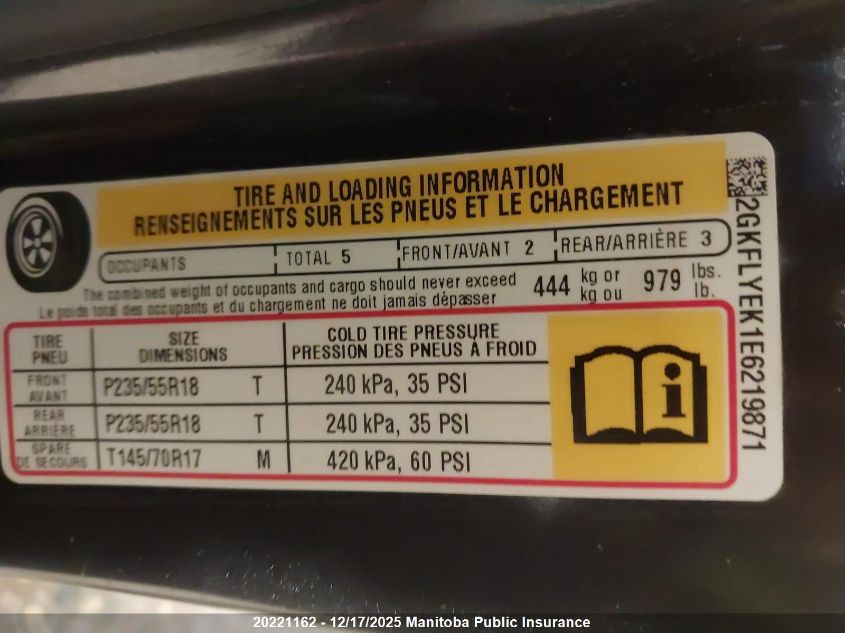 TIRE AND LOADING INFORMATION
RENSEIGNEMENTS SUR LES PNEUS ET LE CHARGEMENT
OCCUPANTS TOTAL 5 FRONT/AVANT 2 REAR/ARRIÈRE 3
The combined weight of occupants and cargo should never exceed 444 kg or 979 lbs.
Le poids total des occupants et du chargement ne doit jamais dépasser kg ou lb.
TIRE SIZE COLD TIRE PRESSURE
PNEU DIMENSIONS PRESSION DES PNEUS À FROID
FRONT
AVANT P235/55R18 T 240 kPa, 35 PSI
REAR
ARRIÈRE P235/55R18 T 240 kPa, 35 PSI
SPARE
DE SECOURS T145/70R17 M 420 kPa, 60 PSI
i
2GKFLYEK1E6219871
20221162 - 12/17/2025 Manitoba Public Insurance